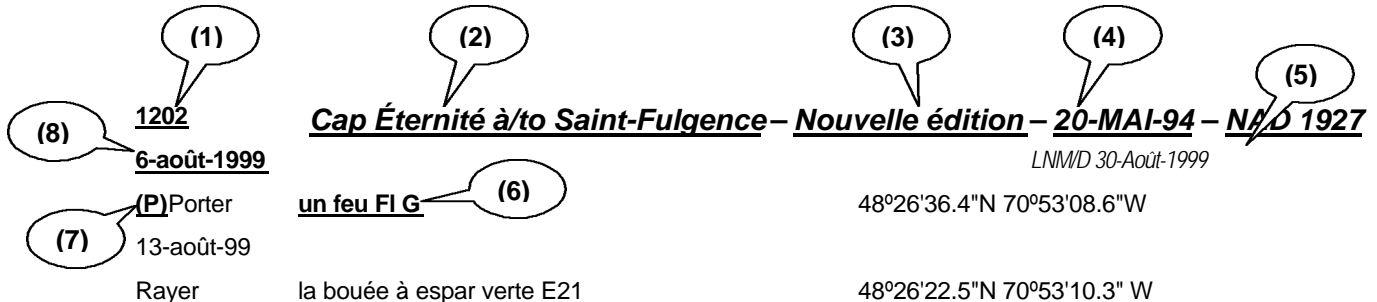 (1) (2) (3) (4)
(5)
1202 Cap Éternité à/to Saint-Fulgence – Nouvelle édition – 20-MAI-94 – NAD 1927
(8)
6-août-1999 LNM/D 30-Août-1999
(P)Porter un feu Fl G (6) 48º26'36.4"N 70º53'08.6"W
(7)
13-août-99
Rayer la bouée à espar verte E21 48º26'22.5"N 70º53'10.3" W